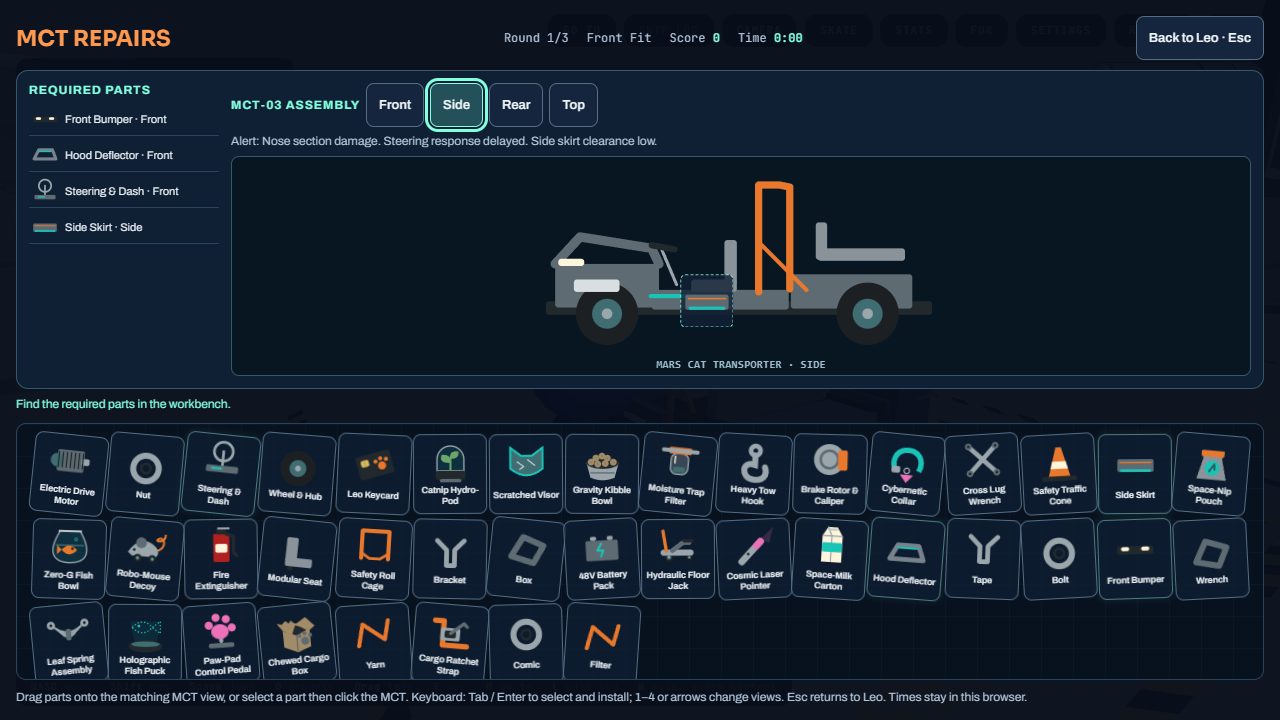 MCT REPAIRS
Round 1/3 Front Fit Score 0 Time 0:00
SKATE
STATS
SETTINGS
Back to Leo · Esc
REQUIRED PARTS
Front Bumper · Front
Hood Deflector · Front
Steering & Dash · Front
Side Skirt · Side
MCT-03 ASSEMBLY
Front
Side
Rear
Top
Alert: Nose section damage. Steering response delayed. Side skirt clearance low.
MARS CAT TRANSPORTER · SIDE
Find the required parts in the workbench.
Electric Drive
Motor
Nut
Steering &
Dash
Wheel & Hub
Leo Keycard
Catnip Hydro-
Pod
Scratched Visor
Gravity Kibble
Bowl
Moisture Trap
Filter
Heavy Tow
Hook
Brake Rotor &
Caliper
Cybernetic
Collar
Cross Lug
Wrench
Safety Traffic
Cone
Side Skirt
Space-Nip
Pouch
Zero-G Fish
Bowl
Robo-Mouse
Decoy
Fire
Extinguisher
Modular Seat
Safety Roll
Cage
Bracket
Box
48V Battery
Pack
Hydraulic Floor
Jack
Cosmic Laser
Pointer
Space-Milk
Carton
Hood Deflector
Tape
Bolt
Front Bumper
Wrench
Leaf Spring
Assembly
Holographic
Fish Puck
Paw-Pad
Control Pedal
Chewed Cargo
Box
Yarn
Cargo Ratchet
Strap
Comic
Filter
Drag parts onto the matching MCT view, or select a part then click the MCT. Keyboard: Tab / Enter to select and install; 1–4 or arrows change views. Esc returns to Leo. Times stay in this browser.